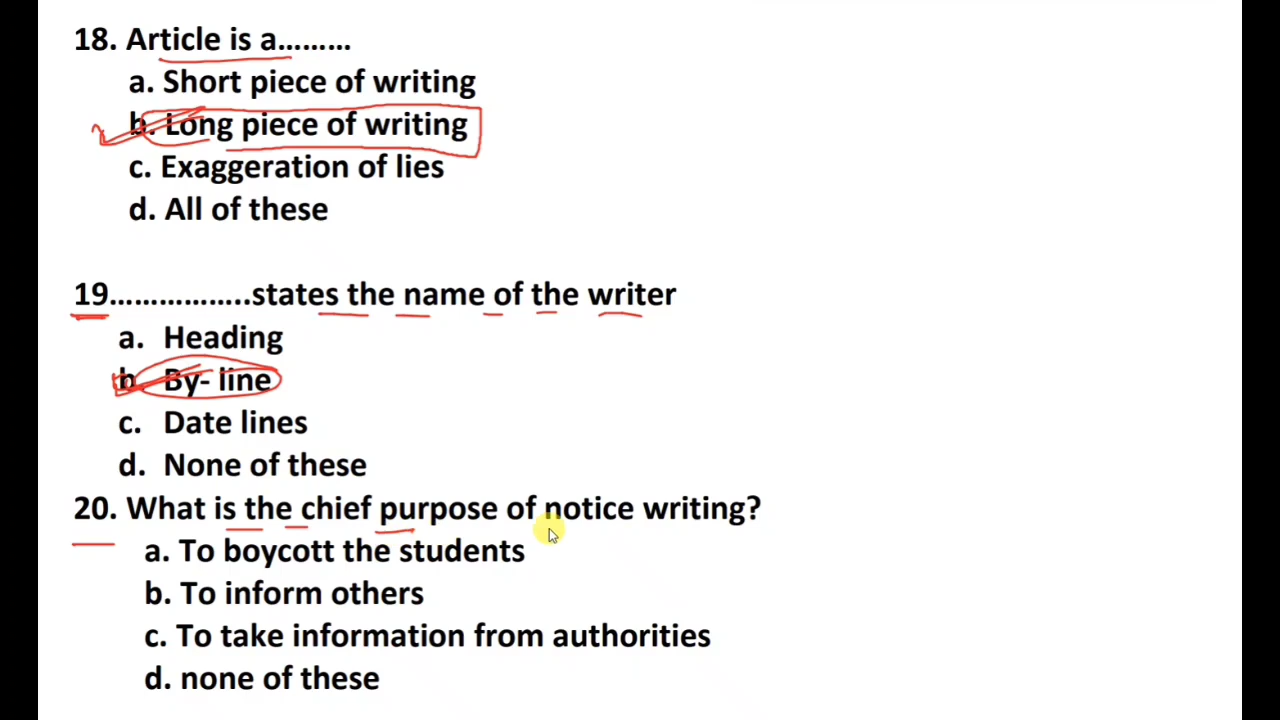 18. Article is a.........
a. Short piece of writing
b. Long piece of writing
c. Exaggeration of lies
d. All of these
19..................states the name of the writer
a. Heading
b. By- line
c. Date lines
d. None of these
20. What is the chief purpose of notice writing?
a. To boycott the students
b. To inform others
c. To take information from authorities
d. none of these